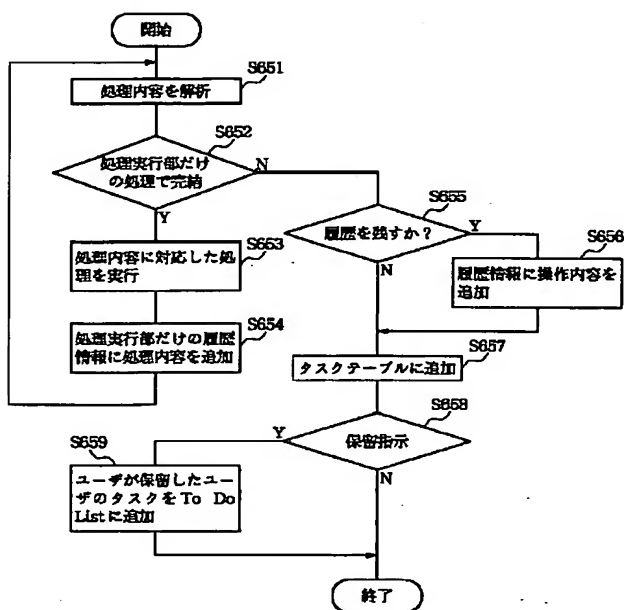 開始
S651
処理内容を解析
S652
処理実行部だけ
の処理で完結
N
Y
S653
処理内容に対応した処
理を実行
S654
処理実行部だけの履歴
情報に処理内容を追加
S655
履歴を残すか?
Y
N
S656
履歴情報に操作内容を
追加
S657
タスクテーブルに追加
S658
保留指示
Y
N
S659
ユーザが保留したユー
ザのタスクをTo Do
Listに追加
終了